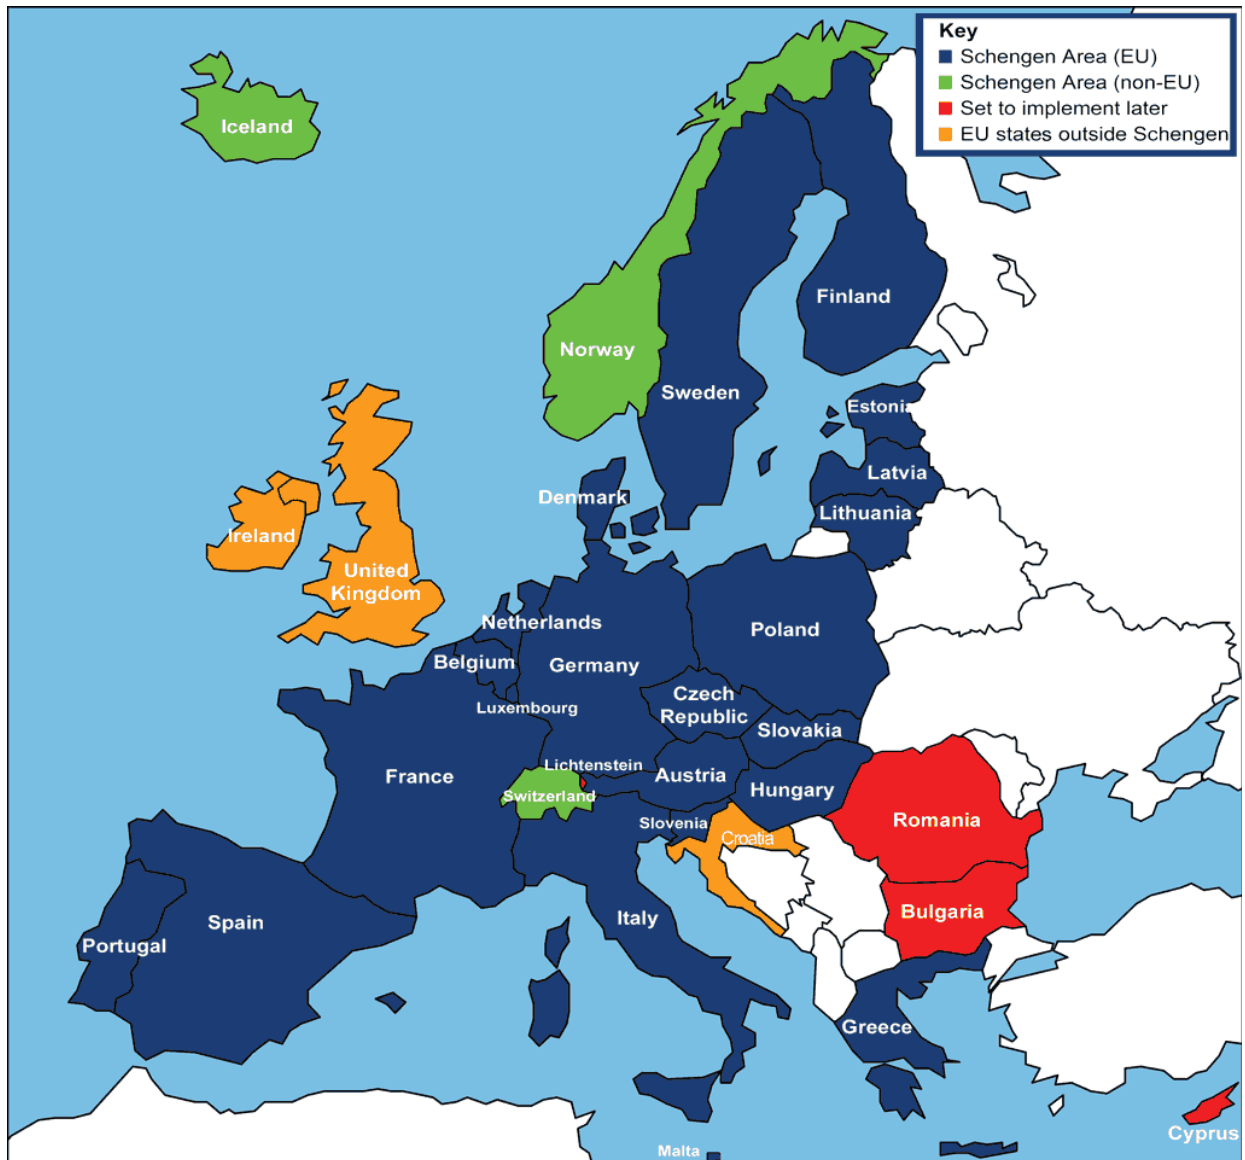 Key
Schengen Area (EU)
Schengen Area (non-EU)
Set to implement later
EU states outside Schengen
Iceland
Finland
Norway
Sweden
Estonia
Latvia
Denmark
Lithuania
Ireland
United
Kingdom
Netherlands
Poland
Belgium
Germany
Czech
Republic
Luxembourg
Slovakia
Lichtenstein
France
Austria
Hungary
Switzerland
Slovenia
Romania
Croatia
Spain
Italy
Bulgaria
Portugal
Greece
Cyprus
Malta